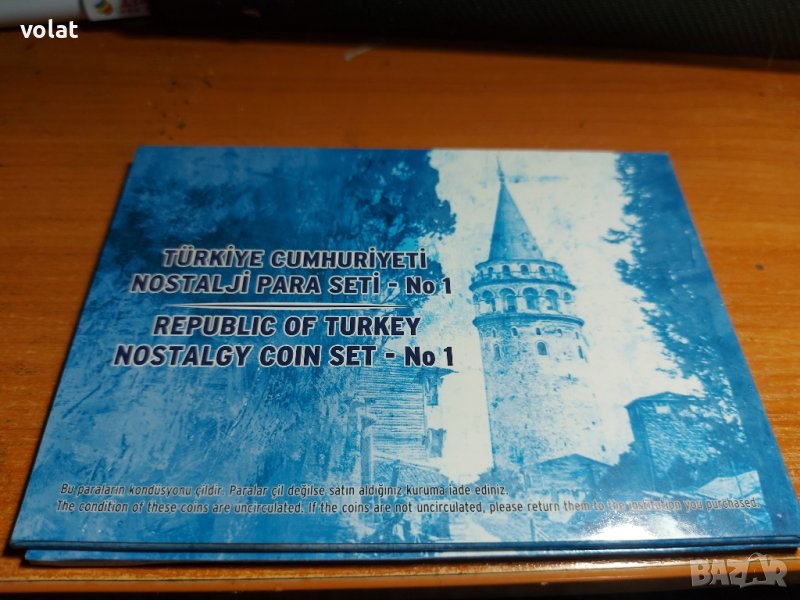 volat
TÜRKİYE CUMHURİYETİ
NOSTALJİ PARA SETİ - No 1
REPUBLIC OF TURKEY
NOSTALGY COIN SET - No 1
Bu paraların kondüsyonu çildir. Paralar çil değilse satın aldığınız kuruma iade ediniz.
The condition of these coins are uncirculated. If the coins are not uncirculated, please return them to the institution you purchased.
BAZAR